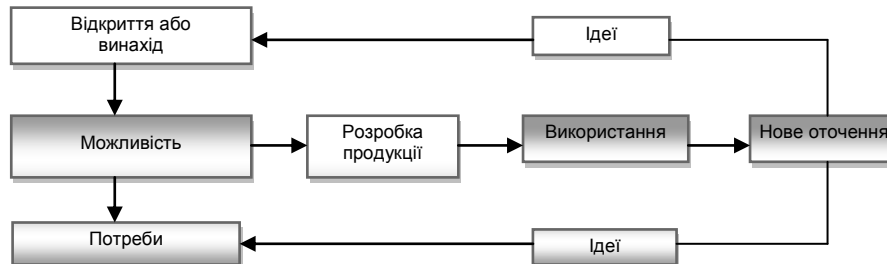 Відкриття або
винахід
Ідеї
Можливість
Розробка
продукції
Використання
Нове оточення
Потреби
Ідеї